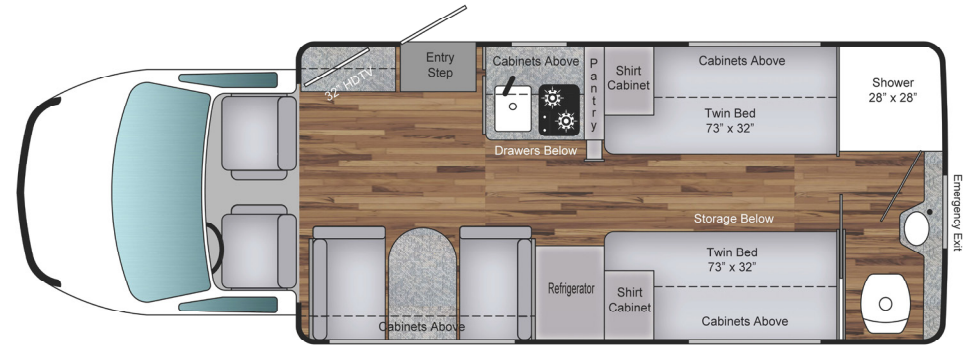 32" HDTV
Entry
Step
Cabinets Above
Drawers Below
Pantry
Shirt
Cabinet
Cabinets Above
Twin Bed
73” x 32”
Shower
28” x 28”
Emergency Exit
Storage Below
Cabinets Above
Refrigerator
Twin Bed
73” x 32”
Shirt
Cabinet
Cabinets Above